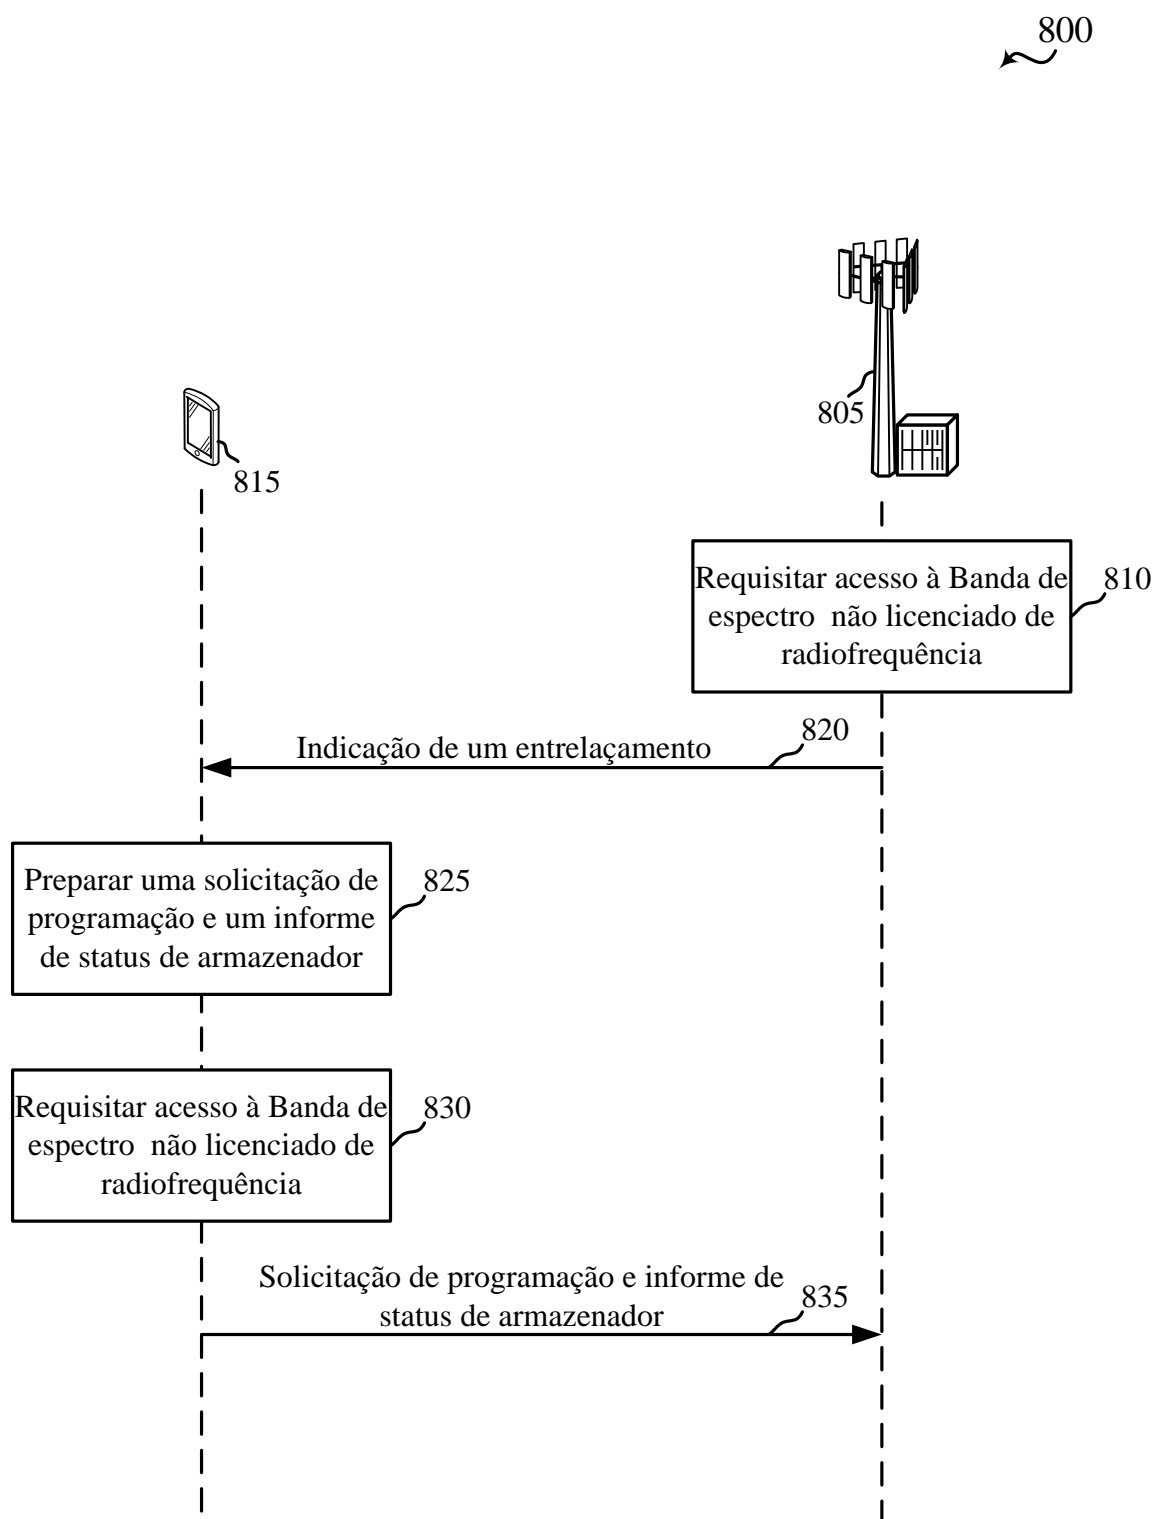 800
805
815
Requisitar acesso à Banda de
espectro não licenciado de
radiofrequência
810
820
Indicação de um entrelaçamento
Preparar uma solicitação de
programação e um informe
de status de armazenador
825
Requisitar acesso à Banda de
espectro não licenciado de
radiofrequência
830
Solicitação de programação e informe de
status de armazenador
835